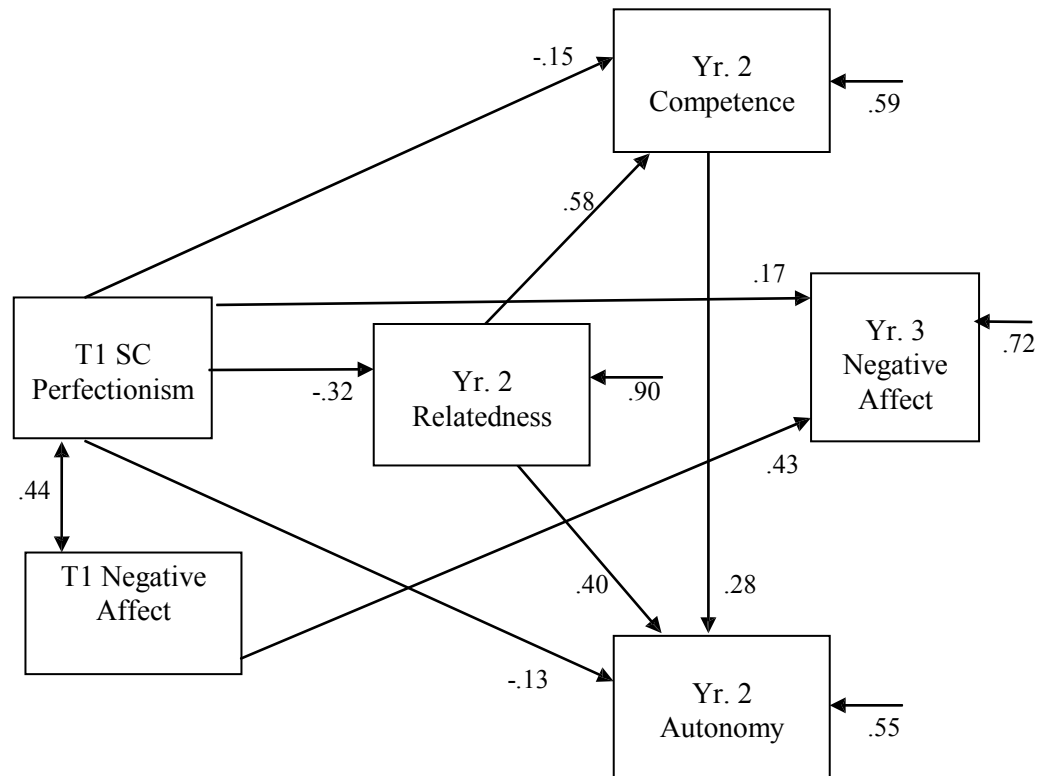 -.15
Yr. 2
Competence
.59
.58
.17
T1 SC
Perfectionism
-.32
Yr. 2
Relatedness
.90
Yr. 3
Negative
Affect
.72
.44
.43
T1 Negative
Affect
.40
.28
-.13
Yr. 2
Autonomy
.55